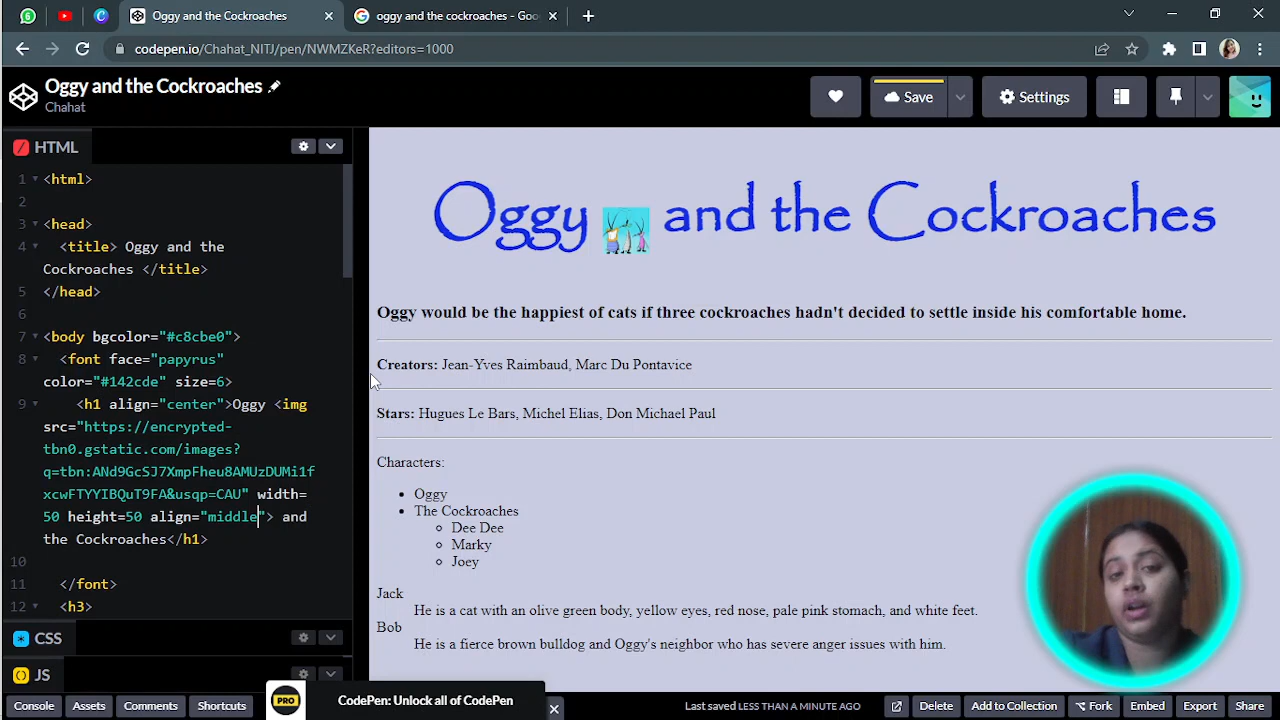 6
Oggy and the Cockroaches
oggy and the cockroaches - Goo
codepen.io/Chahat_NITJ/pen/NWMZKeR?editors=1000
Oggy and the Cockroaches
Chahat
Save
Settings
HTML
1 <html>
2
3 <head>
4 <title> Oggy and the
Cockroaches </title>
5 </head>
6
7 <body bgcolor="#c8cbe0">
8 <font face="papyrus"
color="#142cde" size=6>
9 <h1 align="center">Oggy <img
src="https://encrypted-
tbn0.gstatic.com/images?
q=tbn:ANd9GcSJ7XmpFheu8AMUzDUMi1f
xcwFTYYIBQuT9FA&usqp=CAU" width=
50 height=50 align="middle"> and
the Cockroaches</h1>
10
11 </font>
12 <h3>
CSS
JS
Oggy and the Cockroaches
Oggy would be the happiest of cats if three cockroaches hadn't decided to settle inside his comfortable home.
Creators: Jean-Yves Raimbaud, Marc Du Pontavice
Stars: Hugues Le Bars, Michel Elias, Don Michael Paul
Characters:
Oggy
The Cockroaches
Dee Dee
Marky
Joey
Jack
He is a cat with an olive green body, yellow eyes, red nose, pale pink stomach, and white feet.
Bob
He is a fierce brown bulldog and Oggy's neighbor who has severe anger issues with him.
Console Assets Comments Shortcuts
PRO CodePen: Unlock all of CodePen
Last saved LESS THAN A MINUTE AGO
Delete Add to Collection Fork Embed Export Share